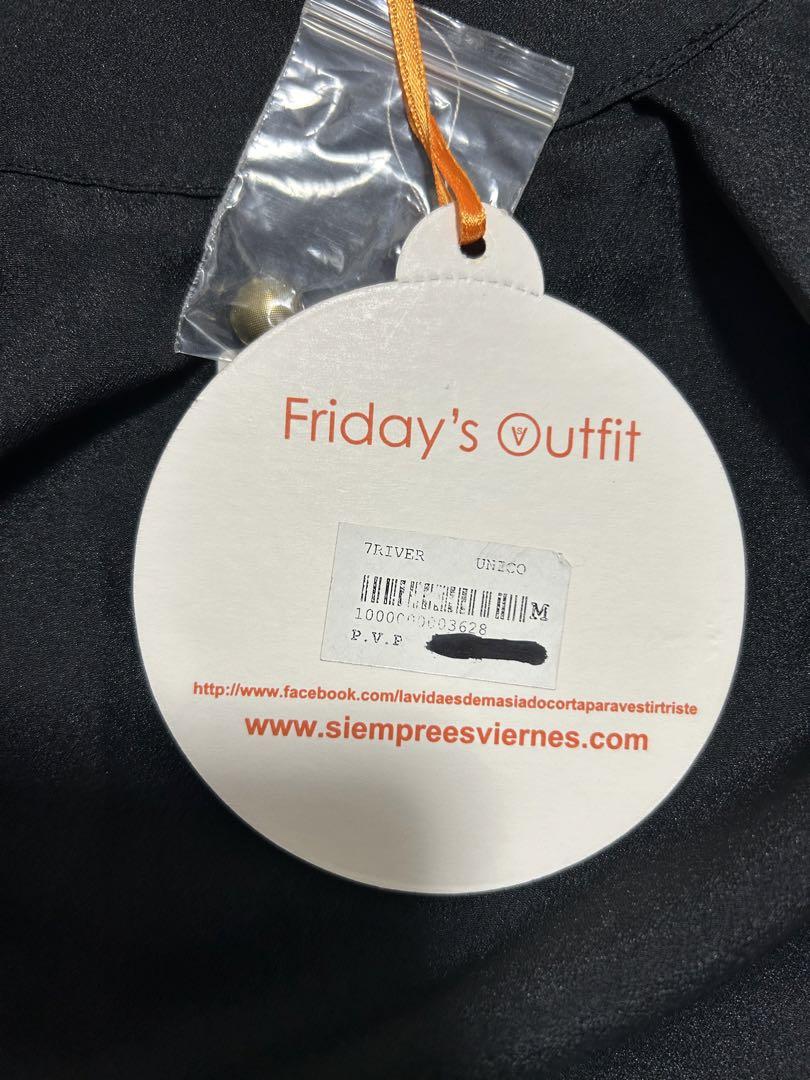 Friday's Outfit
7RIVER UNICO
M
1000000003628
P.V.P
http://www.facebook.com/lavidaesdemasiadocortaparavestirtriste
www.siempreesviernes.com